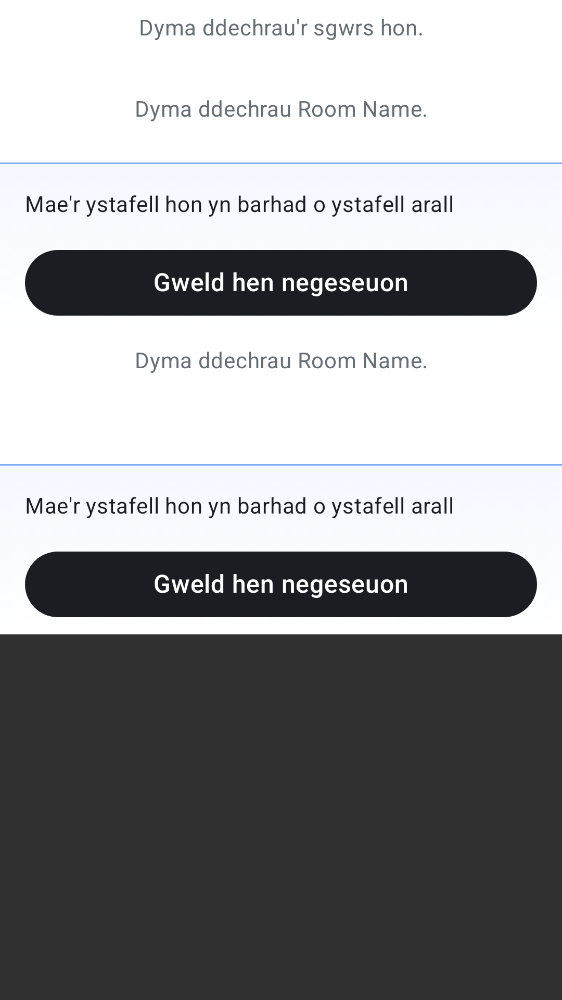 Dyma ddechrau'r sgwrs hon.
Dyma ddechrau Room Name.
Mae'r ystafell hon yn barhad o ystafell arall
Gweld hen negeseuon
Dyma ddechrau Room Name.
Mae'r ystafell hon yn barhad o ystafell arall
Gweld hen negeseuon